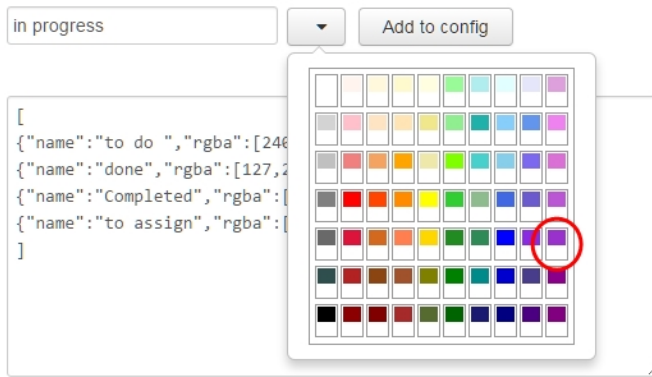 in progress
Add to config
[
{"name":"to do ","rgba":[246
{"name":"done","rgba":[127,2
{"name":"Completed","rgba":[
{"name":"to assign","rgba":[
]